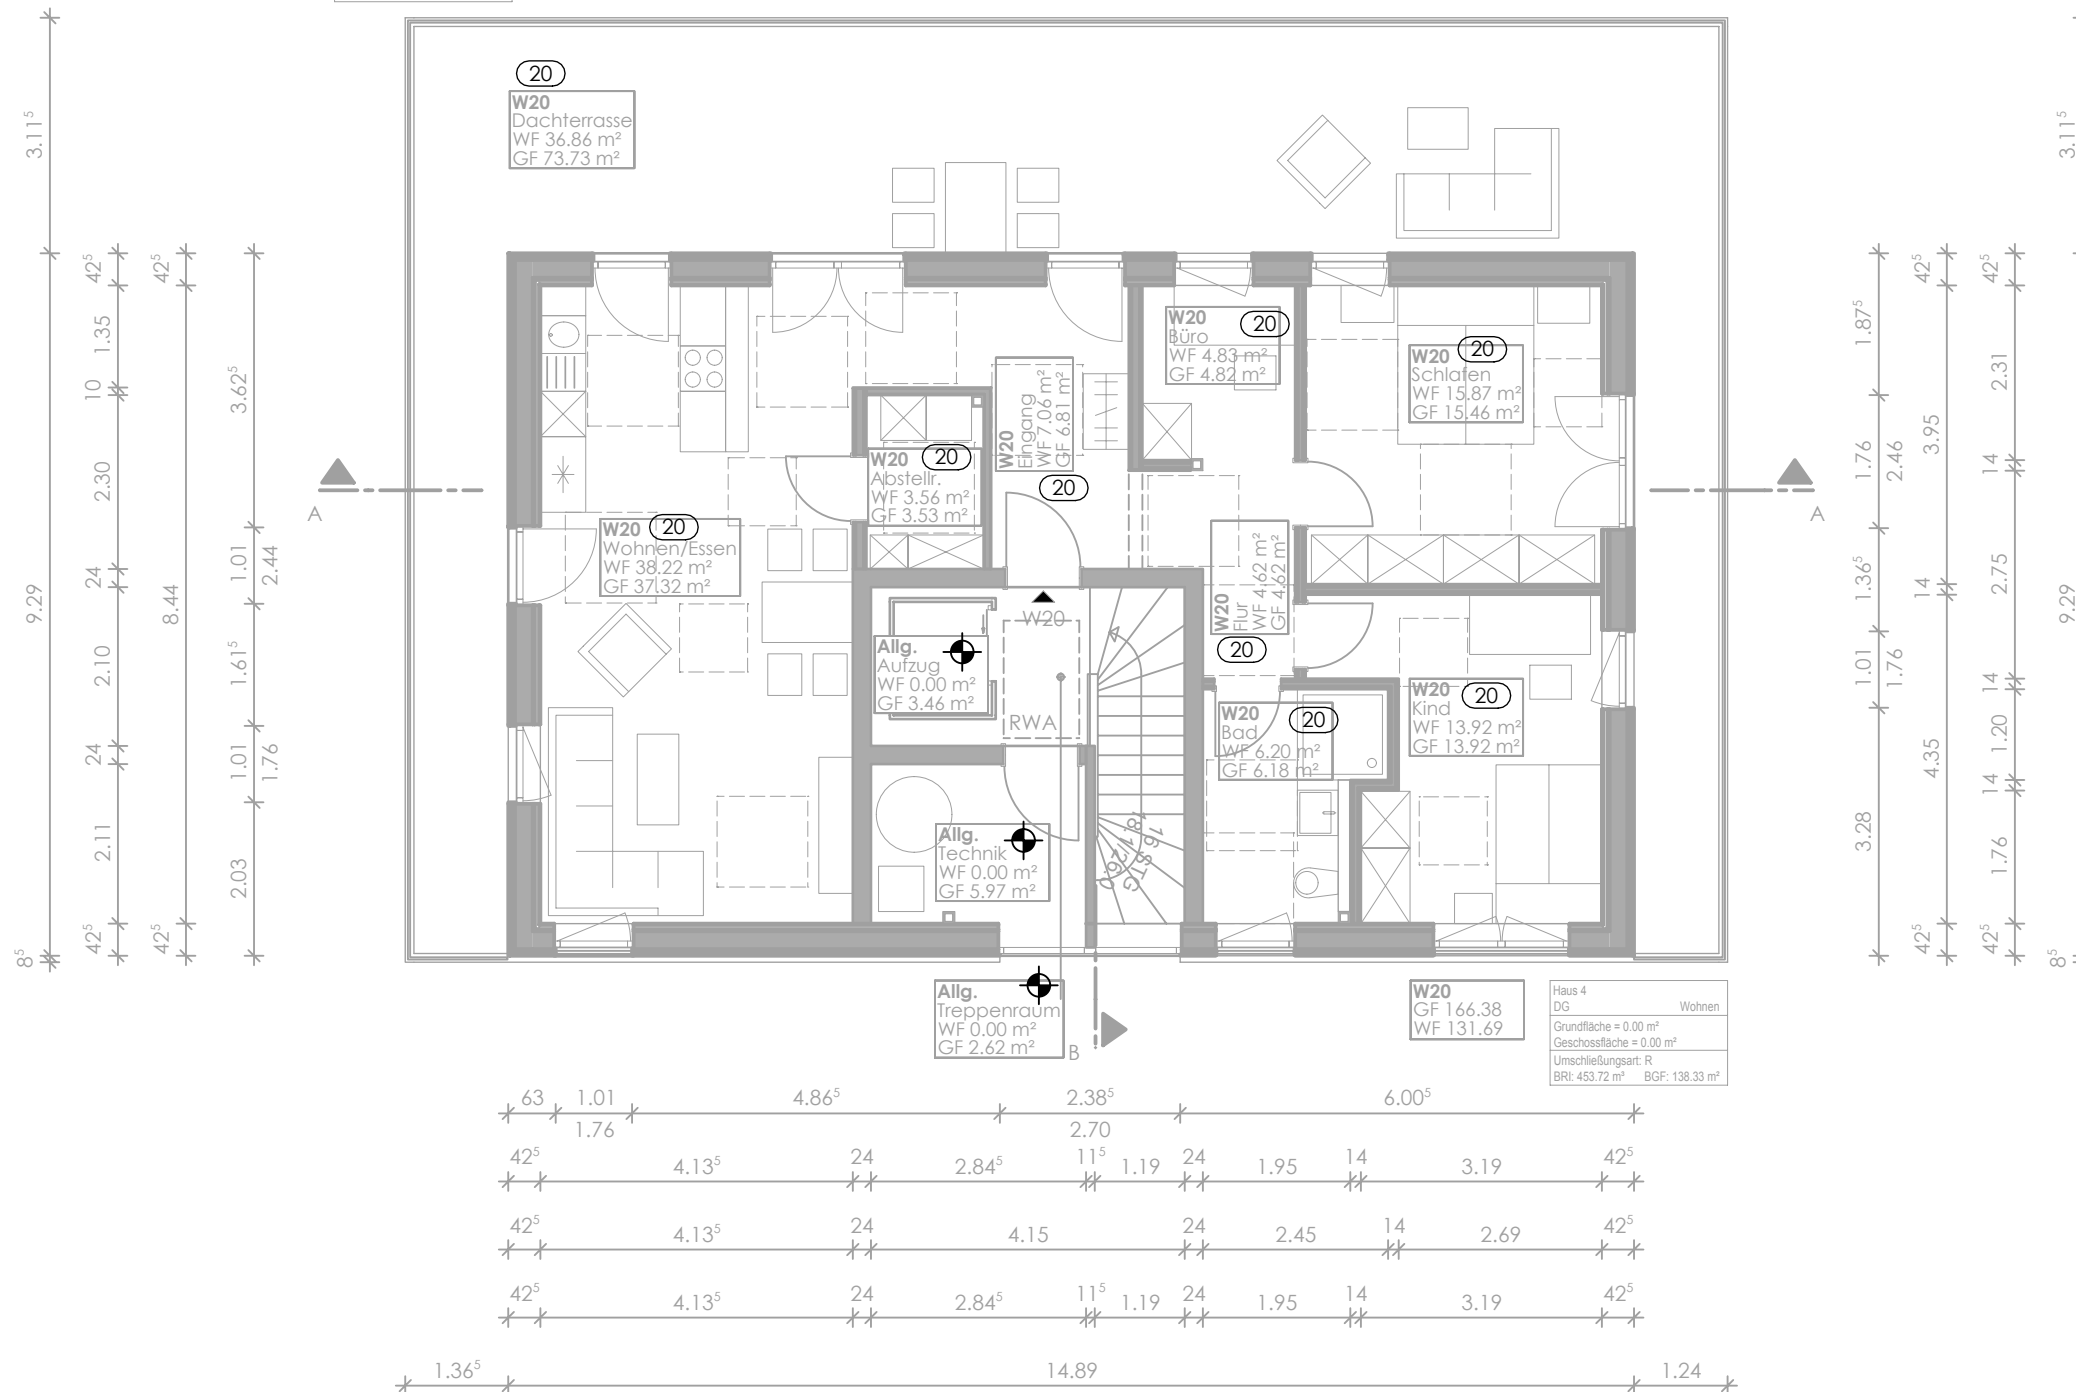 20
W20
Dachterrasse
WF 36.86 m²
GF 73.73 m²
W20
Büro
20
WF 4.83 m²
GF 4.82 m²
W20
20
Schlafen
WF 15.87 m²
GF 15.46 m²
W20
Eingang
WF 7.06 m²
GF 6.81 m²
20
W20
20
Abstellr.
WF 3.56 m²
GF 3.53 m²
W20
20
Wohnen/Essen
WF 38.22 m²
GF 37.32 m²
W20
Flur
WF 4.62 m²
GF 4.62 m²
20
W20
Allg.
Aufzug
WF 0.00 m²
GF 3.46 m²
RWA
W20
20
Bad
WF 6.20 m²
GF 6.18 m²
W20
20
Kind
WF 13.92 m²
GF 13.92 m²
Allg.
Technik
WF 0.00 m²
GF 5.97 m²
16 STG
18.1/26.0
Allg.
Treppenraum
WF 0.00 m²
GF 2.62 m²
W20
GF 166.38
WF 131.69
Haus 4
DG Wohnen
Grundfläche = 0.00 m²
Geschossfläche = 0.00 m²
Umschließungsart: R
BRI: 453.72 m³ BGF: 138.33 m²
A
A
B
3.11⁵
9.29
8⁵
42⁵
1.35
10
2.30
24
2.10
24
2.11
42⁵
42⁵
8.44
42⁵
3.62⁵
1.01
2.44
1.61⁵
1.01
1.76
2.03
1.87⁵
1.76
2.46
1.36⁵
1.01
1.76
3.28
42⁵
3.95
14
4.35
42⁵
42⁵
2.31
14
2.75
14
1.20
14
1.76
42⁵
3.11⁵
9.29
8⁵
63 1.01 4.86⁵ 2.38⁵ 6.00⁵
1.76 2.70
42⁵ 4.13⁵ 24 2.84⁵ 11⁵ 1.19 24 1.95 14 3.19 42⁵
42⁵ 4.13⁵ 24 4.15 24 2.45 14 2.69 42⁵
42⁵ 4.13⁵ 24 2.84⁵ 11⁵ 1.19 24 1.95 14 3.19 42⁵
1.36⁵ 14.89 1.24